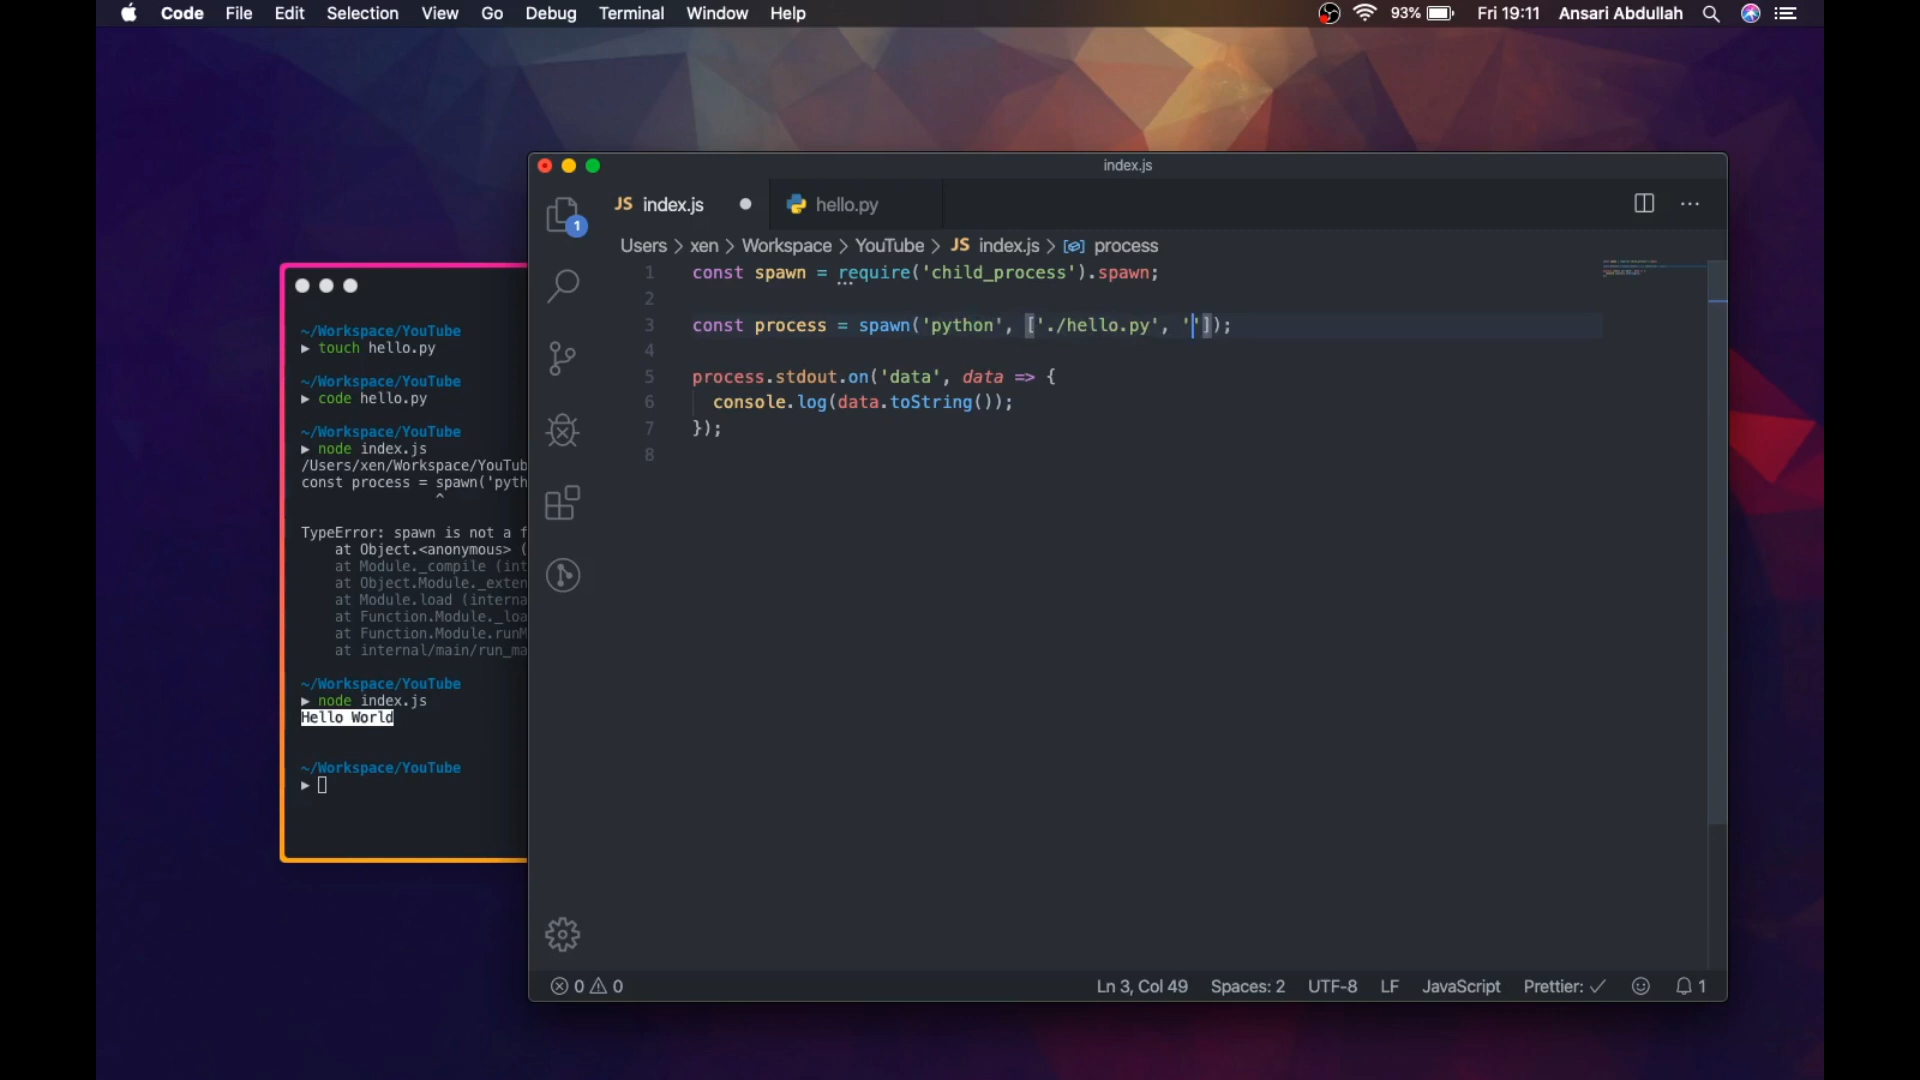 Code File Edit Selection View Go Debug Terminal Window Help 93% Fri 19:11 Ansari Abdullah
index.js
JS index.js hello.py
1
Users > xen > Workspace > YouTube > JS index.js > process
1 const spawn = require('child_process').spawn;
2
3 const process = spawn('python', ['./hello.py', '']);
4
5 process.stdout.on('data', data => {
6 console.log(data.toString());
7 });
8
~/Workspace/YouTube
▶ touch hello.py
~/Workspace/YouTube
▶ code hello.py
~/Workspace/YouTube
▶ node index.js
/Users/xen/Workspace/YouTub
const process = spawn('pyth
^
TypeError: spawn is not a f
at Object.<anonymous> (
at Module._compile (int
at Object.Module._exten
at Module.load (interna
at Function.Module._loa
at Function.Module.runM
at internal/main/run_ma
~/Workspace/YouTube
▶ node index.js
Hello World
~/Workspace/YouTube
▶
0 0 Ln 3, Col 49 Spaces: 2 UTF-8 LF JavaScript Prettier: ✓ 1